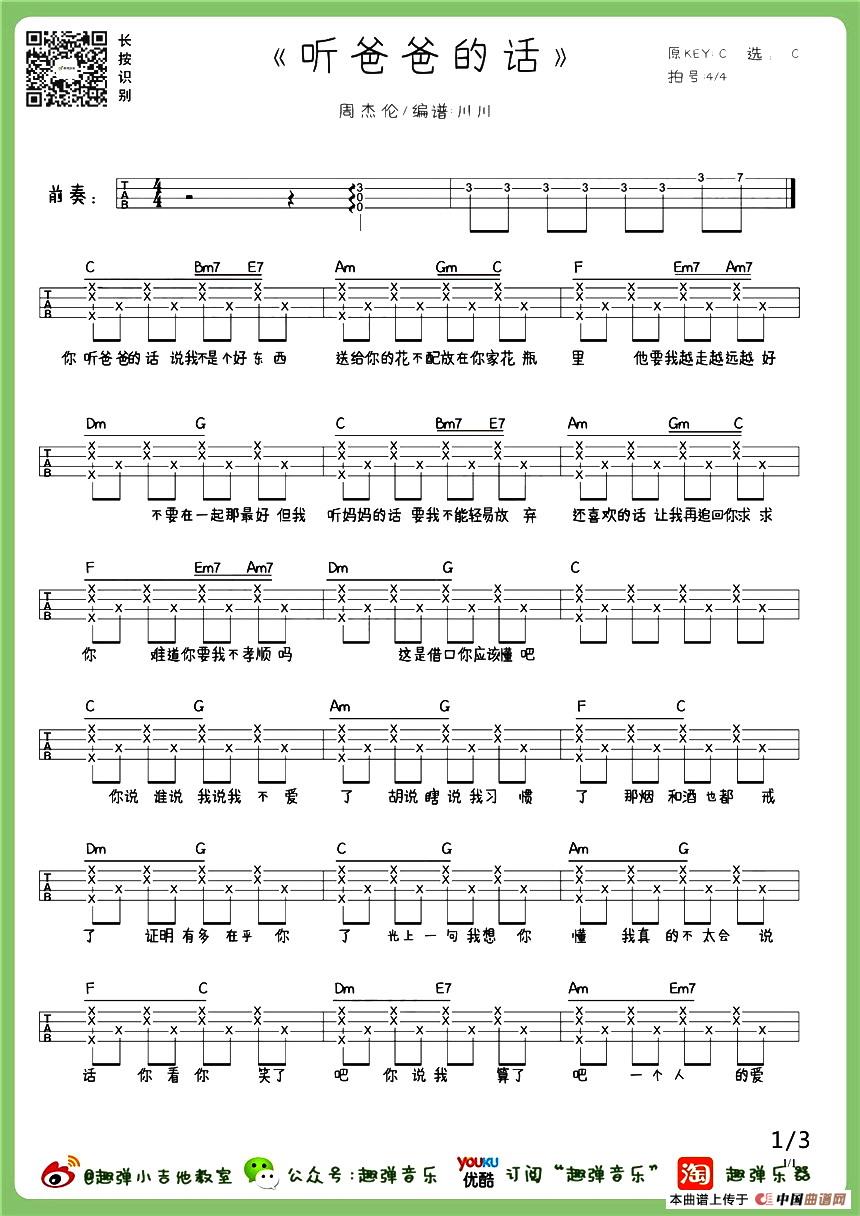 长按识别
《听爸爸的话》
原KEY:C 选: C
拍号:4/4
周杰伦/编谱:川川
前奏:
TAB 4/4 3 0 0 3 3 3 3 3 3 3 7
C Bm7 E7 Am Gm C F Em7 Am7
TAB
你 听爸爸的话 说我不是个好东西 送给你的花不配放在你家花瓶 里 他要我越走越远越好
Dm G C Bm7 E7 Am Gm C
TAB
不要在一起那最好但我 听妈妈的话 要我不能轻易放 弃 还喜欢的话 让我再追回你求求
F Em7 Am7 Dm G C
TAB
你 难道你要我不孝顺吗 这是借口你应该懂吧
C G Am G F C
TAB
你说 谁说 我说我 不 爱 了 胡说瞎说我习 惯 了 那烟 和酒也都 戒
Dm G C G Am G
TAB
了 证明有多 在乎 你 了 光上一句我想 你 懂 我真 的不 太会 说
F C Dm E7 Am Em7
TAB
话 你 看你 笑了 吧 你 说我 算了 吧 一 个人 的爱
1/3
1/1
@趣弹小吉他教室
公众号:趣弹音乐
YOUKU 优酷 订阅“趣弹音乐”
淘 趣弹乐器
本曲谱上传于 中国曲谱网